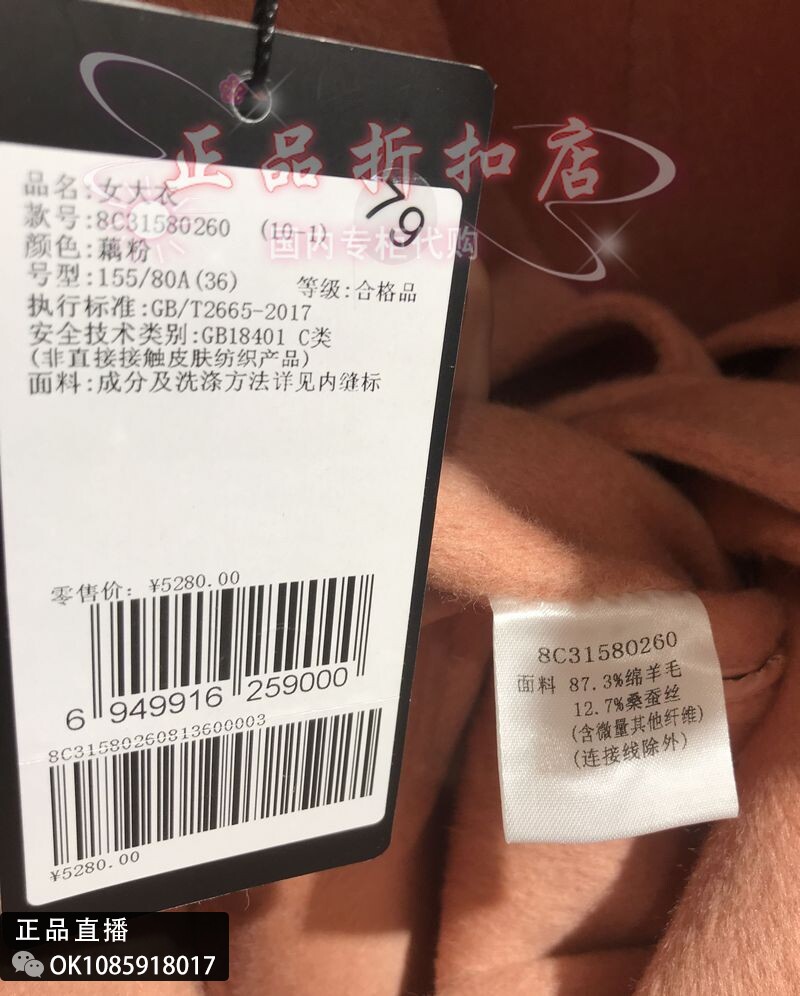 正品折扣店
国内专柜代购
79
品名:女大衣
款号:8C31580260 (10-1)
颜色:藕粉
号型:155/80A(36) 等级:合格品
执行标准:GB/T2665-2017
安全技术类别:GB18401 C类
(非直接接触皮肤纺织产品)
面料:成分及洗涤方法详见内缝标
零售价: ¥5280.00
6 949916 259000
8C31580260813600003
¥5280.00
8C31580260
面料 87.3%绵羊毛
12.7%桑蚕丝
(含微量其他纤维)
(连接线除外)
正品直播
OK1085918017